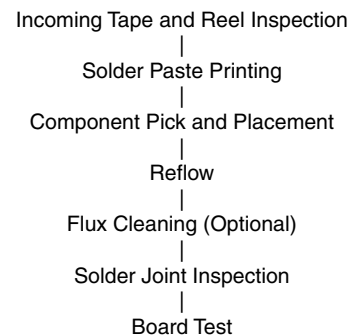 Incoming Tape and Reel Inspection
Solder Paste Printing
Component Pick and Placement
Reflow
Flux Cleaning (Optional)
Solder Joint Inspection
Board Test